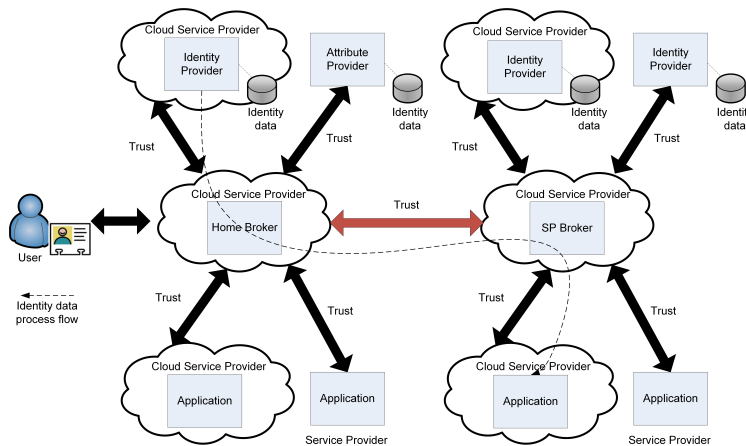 Cloud Service Provider
Identity
Provider
Identity
data
Attribute
Provider
Identity
data
Cloud Service Provider
Identity
Provider
Identity
data
Identity
Provider
Identity
data
Trust
Trust
Trust
Trust
Cloud Service Provider
Home Broker
Trust
Cloud Service Provider
SP Broker
User
Identity data
process flow
Trust
Trust
Trust
Trust
Cloud Service Provider
Application
Application
Service Provider
Cloud Service Provider
Application
Application
Service Provider